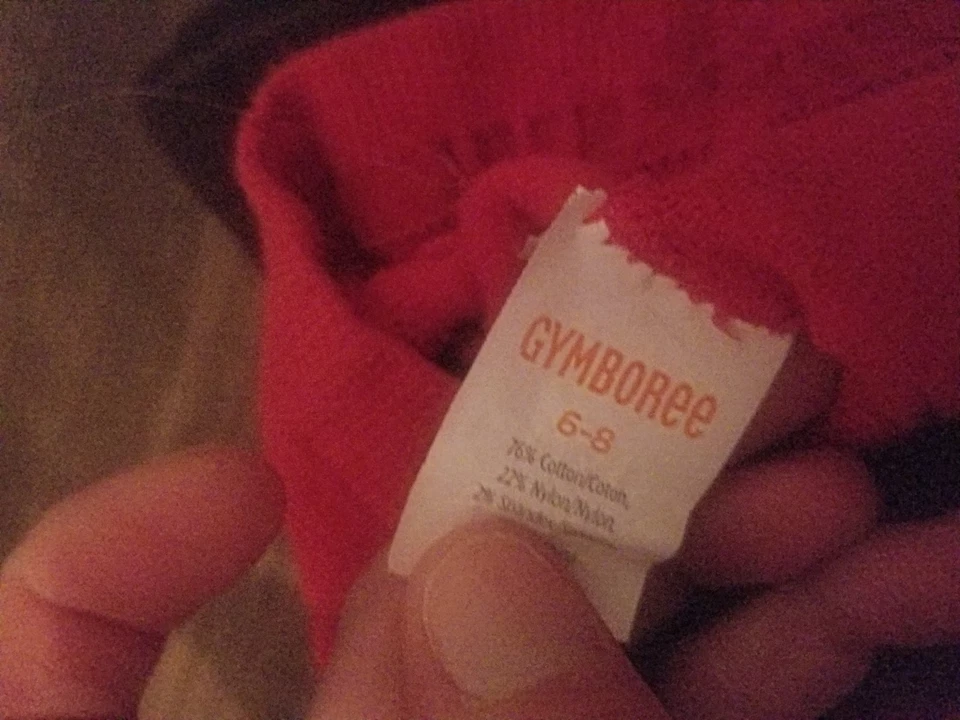 GYMBOREE
6-8
76% Cotton/Coton,
22% Nylon/Nylon,
2%